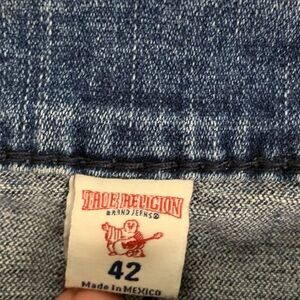 TRUE RELIGION
BRAND JEANS®
42
Made in MEXICO